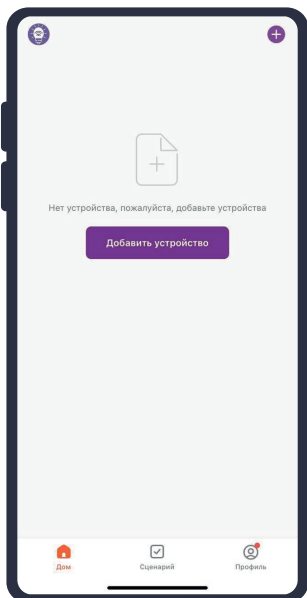 Нет устройства, пожалуйста, добавьте устройства
Добавить устройство
Дом Сценарий Профиль